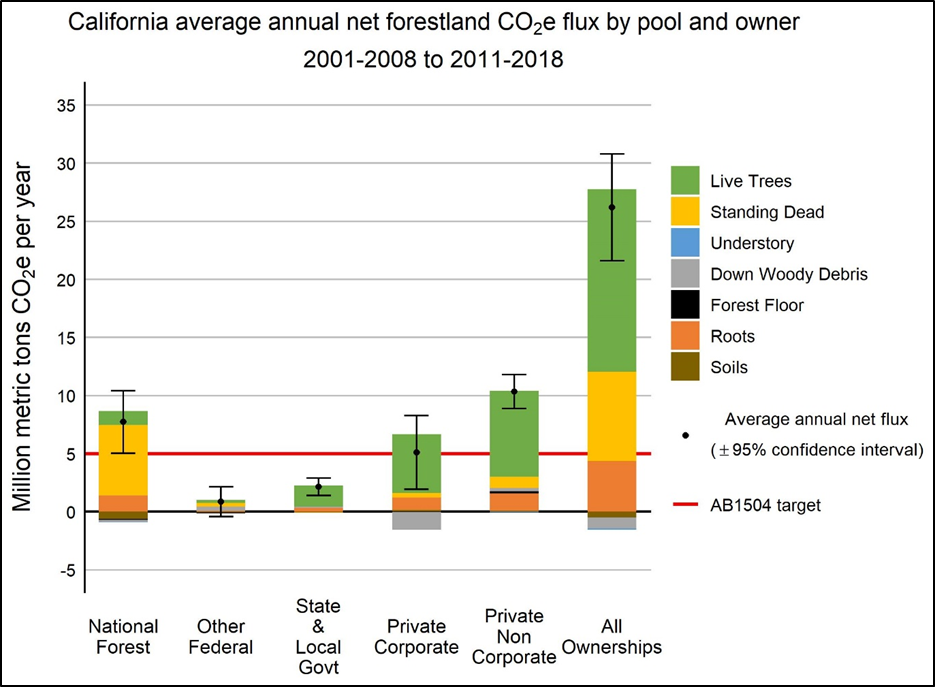 California average annual net forestland CO₂e flux by pool and owner
2001-2008 to 2011-2018
Million metric tons CO₂e per year
35
30
25
20
15
10
5
0
-5
National
Forest
Other
Federal
State
&
Local
Govt
Private
Corporate
Private
Non
Corporate
All
Ownerships
Live Trees
Standing Dead
Understory
Down Woody Debris
Forest Floor
Roots
Soils
Average annual net flux
(±95% confidence interval)
AB1504 target